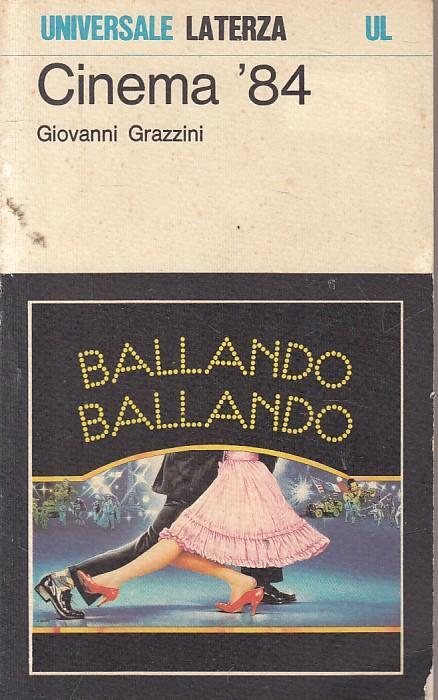 UNIVERSALE LATERZA UL
Cinema '84
Giovanni Grazzini
BALLANDO
BALLANDO